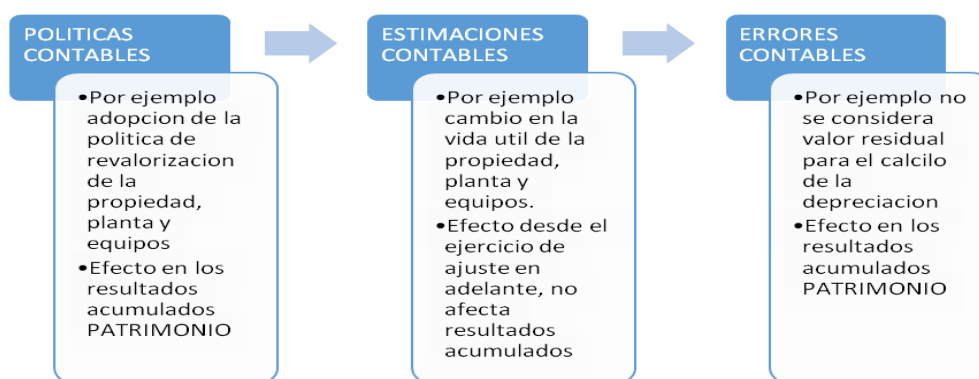 POLITICAS
CONTABLES
•Por ejemplo
adopcion de la
politica de
revalorizacion
de la
propiedad,
planta y
equipos
•Efecto en los
resultados
acumulados
PATRIMONIO
ESTIMACIONES
CONTABLES
•Por ejemplo
cambio en la
vida util de la
propiedad,
planta y
equipos.
•Efecto desde el
ejercicio de
ajuste en
adelante, no
afecta
resultados
acumulados
ERRORES
CONTABLES
•Por ejemplo no
se considera
valor residual
para el calcilo
de la
depreciacion
•Efecto en los
resultados
acumulados
PATRIMONIO